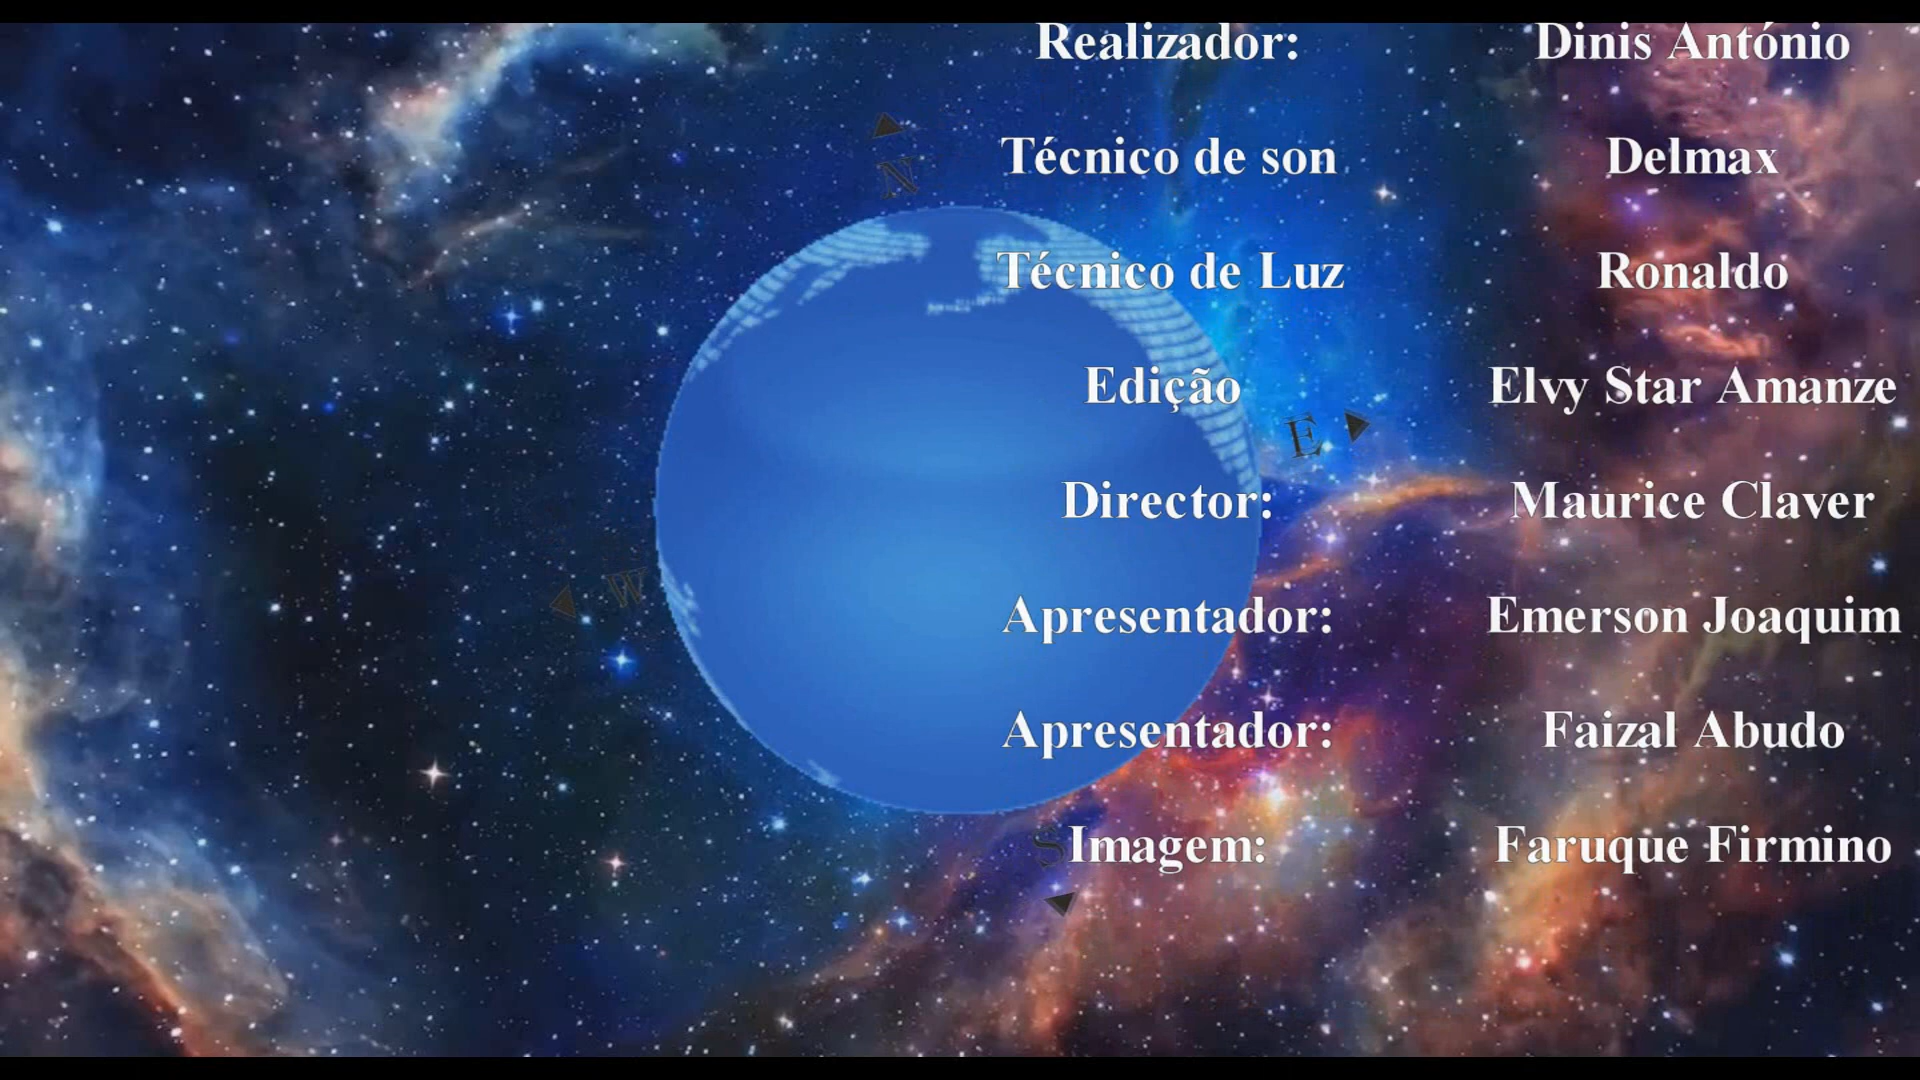 Realizador: Dinis António
N
Técnico de son Delmax
Técnico de Luz Ronaldo
Edição Elvy Star Amanze
E
Director: Maurice Claver
W
Apresentador: Emerson Joaquim
Apresentador: Faizal Abudo
S
Imagem: Faruque Firmino